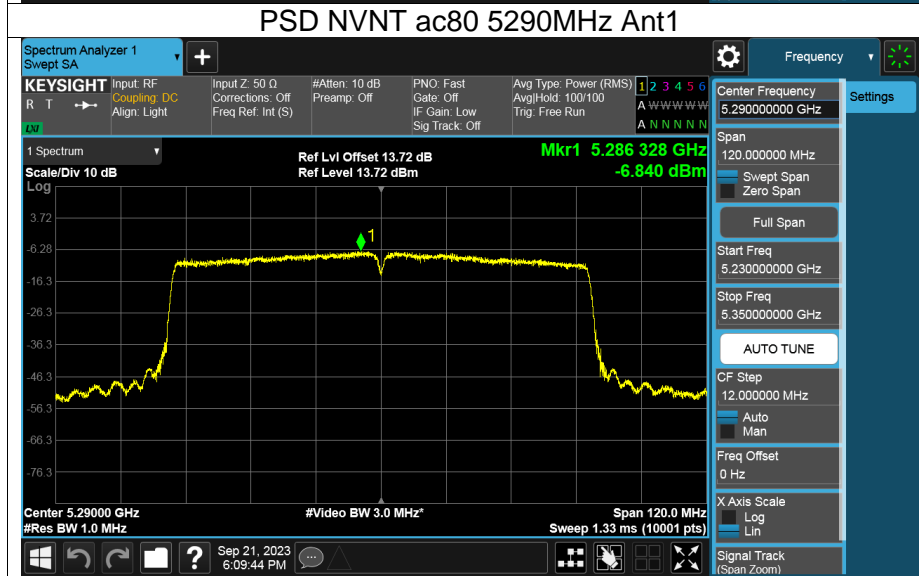 PSD NVNT ac80 5290MHz Ant1
Spectrum Analyzer 1
Swept SA
+
Frequency
KEYSIGHT
R T
LXI
Input: RF
Coupling: DC
Align: Light
Input Z: 50 Ω
Corrections: Off
Freq Ref: Int (S)
#Atten: 10 dB
Preamp: Off
PNO: Fast
Gate: Off
IF Gain: Low
Sig Track: Off
Avg Type: Power (RMS)
Avg|Hold: 100/100
Trig: Free Run
1 2 3 4 5 6
A W W W W W
A N N N N N
1 Spectrum
Scale/Div 10 dB
Log
Ref Lvl Offset 13.72 dB
Ref Level 13.72 dBm
Mkr1 5.286 328 GHz
-6.840 dBm
3.72
-6.28
-16.3
-26.3
-36.3
-46.3
-56.3
-66.3
-76.3
1
Center 5.29000 GHz
#Res BW 1.0 MHz
#Video BW 3.0 MHz*
Span 120.0 MHz
Sweep 1.33 ms (10001 pts)
Center Frequency
5.290000000 GHz
Settings
Span
120.000000 MHz
Swept Span
Zero Span
Full Span
Start Freq
5.230000000 GHz
Stop Freq
5.350000000 GHz
AUTO TUNE
CF Step
12.000000 MHz
Auto
Man
Freq Offset
0 Hz
X Axis Scale
Log
Lin
Signal Track
(Span Zoom)
?
Sep 21, 2023
6:09:44 PM